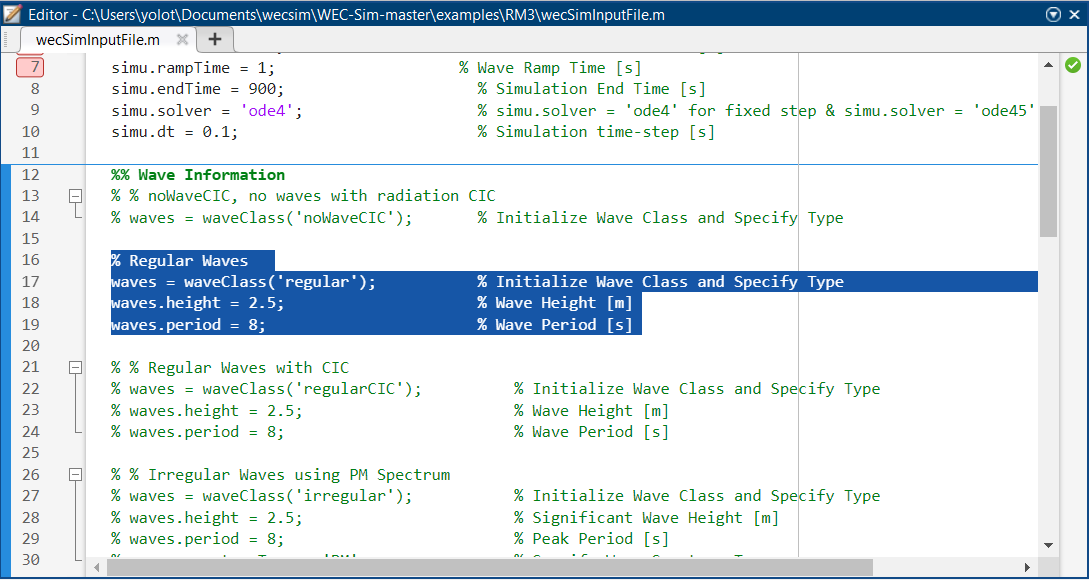 Editor - C:\Users\yolot\Documents\wecsim\WEC-Sim-master\examples\RM3\wecSimInputFile.m
wecSimInputFile.m
7 simu.rampTime = 1; % Wave Ramp Time [s]
8 simu.endTime = 900; % Simulation End Time [s]
9 simu.solver = 'ode4'; % simu.solver = 'ode4' for fixed step & simu.solver = 'ode45'
10 simu.dt = 0.1; % Simulation time-step [s]
11
12 %% Wave Information
13 % % noWaveCIC, no waves with radiation CIC
14 % waves = waveClass('noWaveCIC'); % Initialize Wave Class and Specify Type
15
16 % Regular Waves
17 waves = waveClass('regular'); % Initialize Wave Class and Specify Type
18 waves.height = 2.5; % Wave Height [m]
19 waves.period = 8; % Wave Period [s]
20
21 % % Regular Waves with CIC
22 % waves = waveClass('regularCIC'); % Initialize Wave Class and Specify Type
23 % waves.height = 2.5; % Wave Height [m]
24 % waves.period = 8; % Wave Period [s]
25
26 % % Irregular Waves using PM Spectrum
27 % waves = waveClass('irregular'); % Initialize Wave Class and Specify Type
28 % waves.height = 2.5; % Significant Wave Height [m]
29 % waves.period = 8; % Peak Period [s]
30